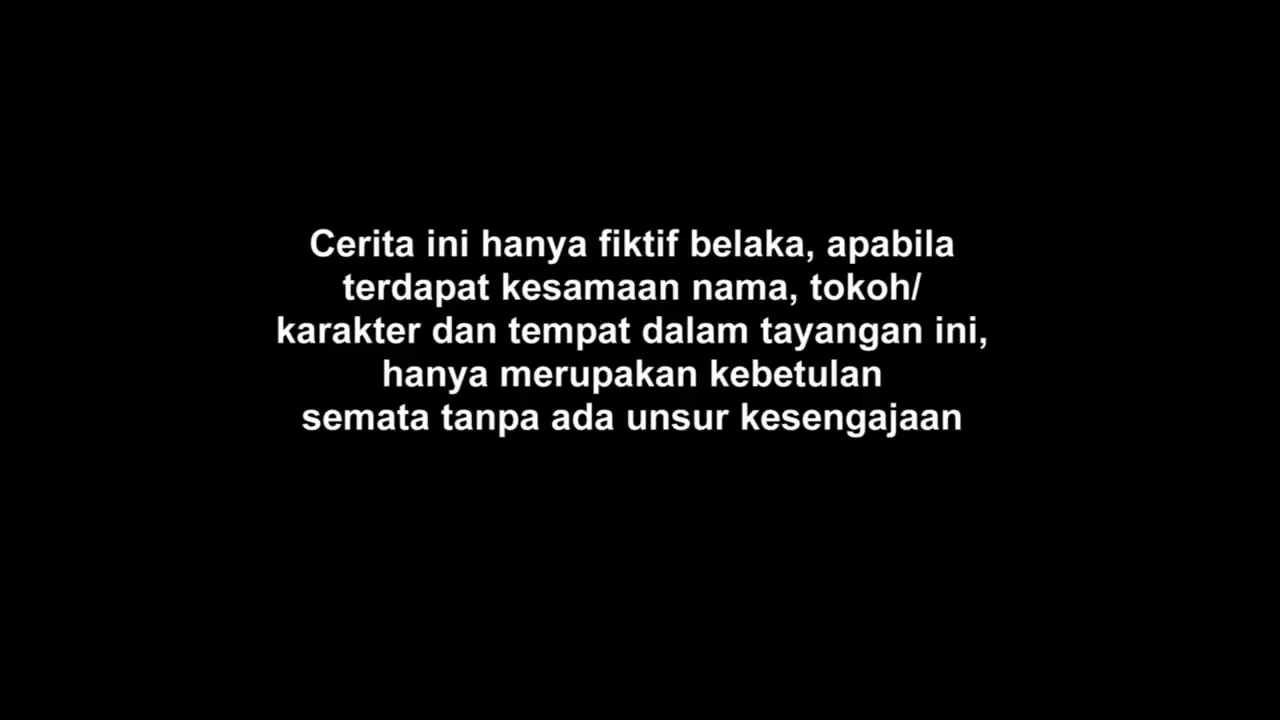 Cerita ini hanya fiktif belaka, apabila
terdapat kesamaan nama, tokoh/
karakter dan tempat dalam tayangan ini,
hanya merupakan kebetulan
semata tanpa ada unsur kesengajaan